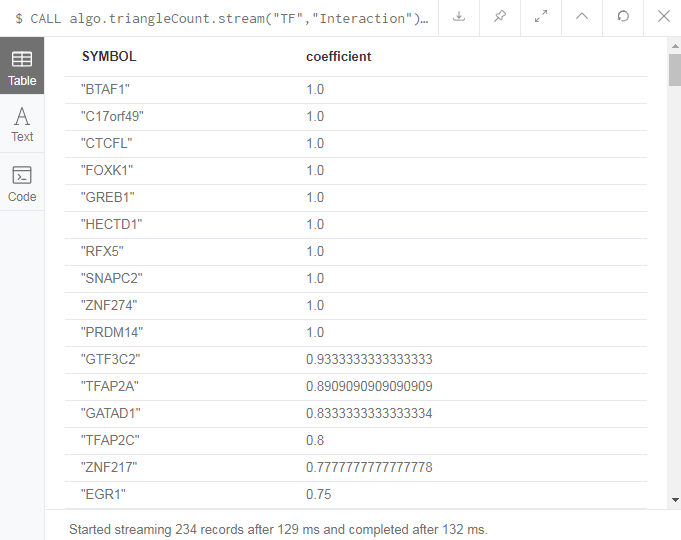 $ CALL algo.triangleCount.stream("TF","Interaction")…
Table
Text
Code
SYMBOL coefficient
"BTAF1" 1.0
"C17orf49" 1.0
"CTCFL" 1.0
"FOXK1" 1.0
"GREB1" 1.0
"HECTD1" 1.0
"RFX5" 1.0
"SNAPC2" 1.0
"ZNF274" 1.0
"PRDM14" 1.0
"GTF3C2" 0.9333333333333333
"TFAP2A" 0.8909090909090909
"GATAD1" 0.8333333333333334
"TFAP2C" 0.8
"ZNF217" 0.7777777777777778
"EGR1" 0.75
Started streaming 234 records after 129 ms and completed after 132 ms.